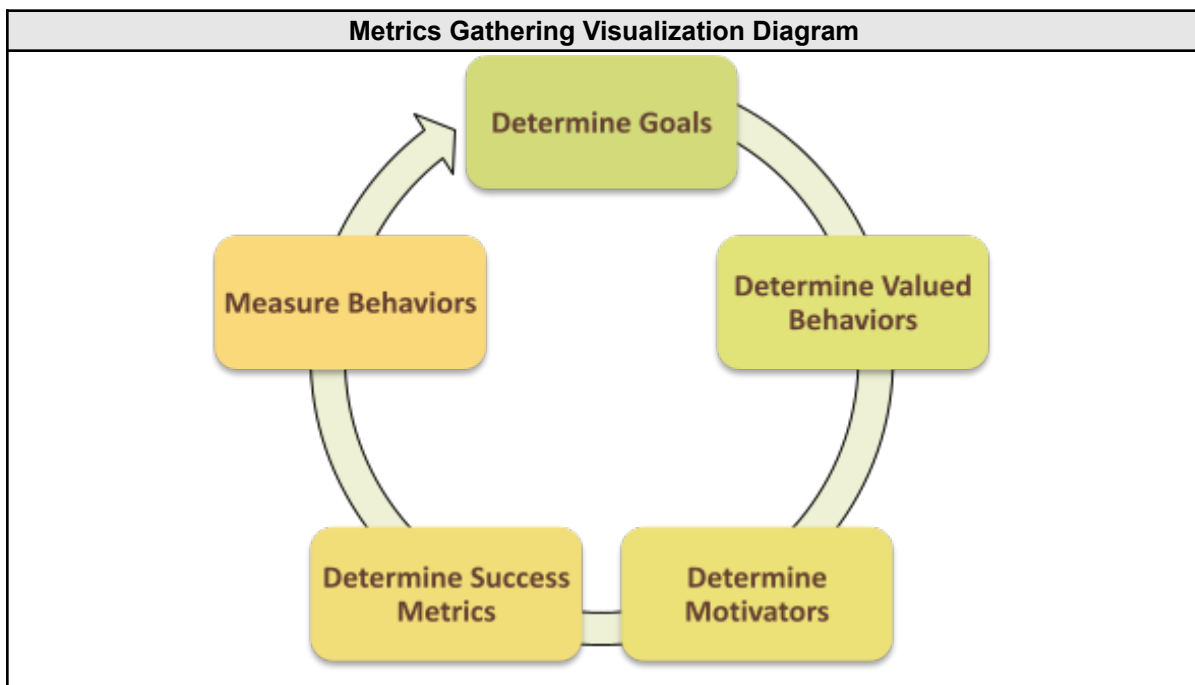 Metrics Gathering Visualization Diagram
Determine Goals
Determine Valued
Behaviors
Determine
Motivators
Determine Success
Metrics
Measure Behaviors